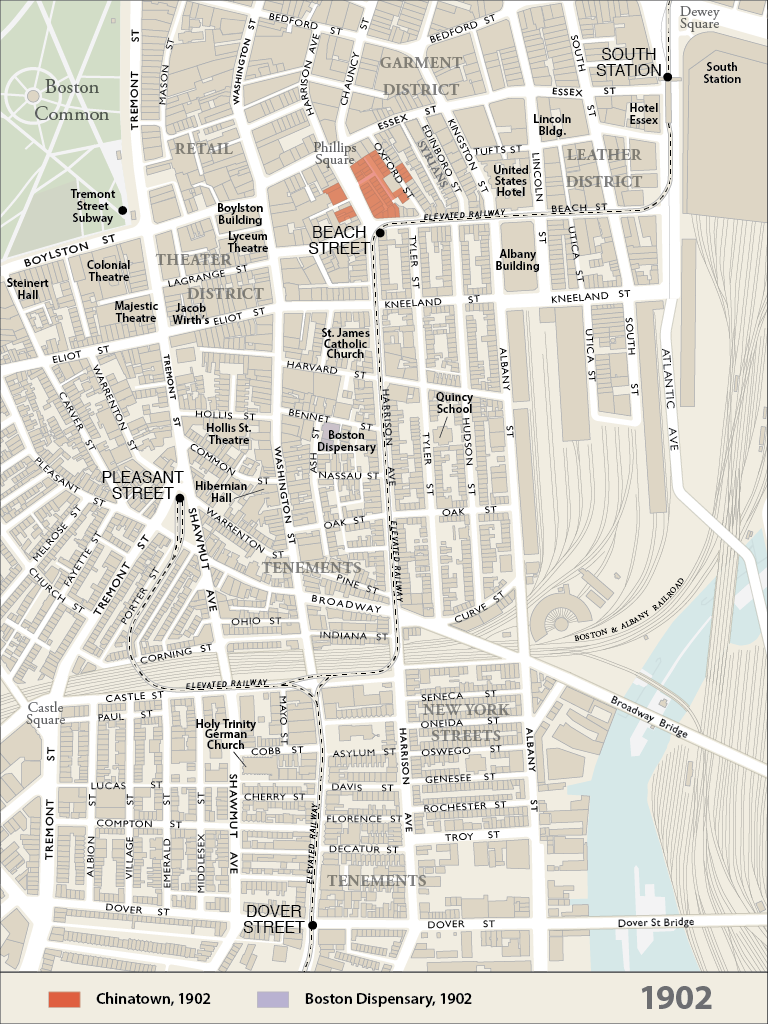 Dewey
Square
BEDFORD ST
BEDFORD ST
TREMONT ST
MASON ST
WASHINGTON ST
HARRISON AVE
CHAUNCY ST
GARMENT
DISTRICT
SOUTH ST
SOUTH
STATION
South
Station
Boston
Common
ESSEX ST
ESSEX ST
Hotel
Essex
Lincoln
Bldg.
RETAIL
Phillips
Square
OXFORD ST
EDINBORO ST
SYRIANS
KINGSTON ST
TUFTS ST
LINCOLN ST
LEATHER
DISTRICT
United
States
Hotel
Tremont
Street
Subway
Boylston
Building
Lyceum
Theatre
BEACH
STREET
ELEVATED RAILWAY
BEACH ST
BOYLSTON ST
Colonial
Theatre
THEATER
DISTRICT
LAGRANGE ST
TYLER ST
Albany
Building
UTICA ST
Steinert
Hall
Majestic
Theatre
Jacob
Wirth's
ELIOT ST
KNEELAND ST
KNEELAND ST
ELIOT ST
St. James
Catholic
Church
HARVARD ST
UTICA ST
SOUTH ST
ATLANTIC AVE
TREMONT ST
ALBANY ST
CARVER ST
WARRENTON ST
HOLLIS ST
Hollis St.
Theatre
BENNET ST
ASH ST
Boston
Dispensary
HARRISON AVE
Quincy
School
TYLER ST
HUDSON ST
PLEASANT ST
PLEASANT
STREET
COMMON ST
Hibernian
Hall
WASHINGTON ST
NASSAU ST
OAK ST
OAK ST
MELROSE ST
FAYETTE ST
CHURCH ST
TREMONT ST
SHAWMUT AVE
WARRENTON ST
TENEMENTS
ELEVATED RAILWAY
PORTER ST
PINE ST
BROADWAY
CURVE ST
BOSTON & ALBANY RAILROAD
OHIO ST
INDIANA ST
CORNING ST
ELEVATED RAILWAY
CASTLE ST
Castle
Square
PAUL ST
MAYO ST
SENECA ST
NEW YORK
STREETS
ONEIDA ST
OSWEGO ST
GENESEE ST
ROCHESTER ST
TROY ST
Broadway Bridge
Holy Trinity
German
Church
COBB ST
ASYLUM ST
HARRISON AVE
ALBANY ST
LUCAS ST
CHERRY ST
DAVIS ST
FLORENCE ST
DECATUR ST
TREMONT ST
COMPTON ST
ALBION ST
VILLAGE ST
EMERALD ST
MIDDLESEX ST
SHAWMUT AVE
ELEVATED RAILWAY
TENEMENTS
DOVER ST
DOVER
STREET
DOVER ST
Dover St Bridge
Chinatown, 1902
Boston Dispensary, 1902
1902